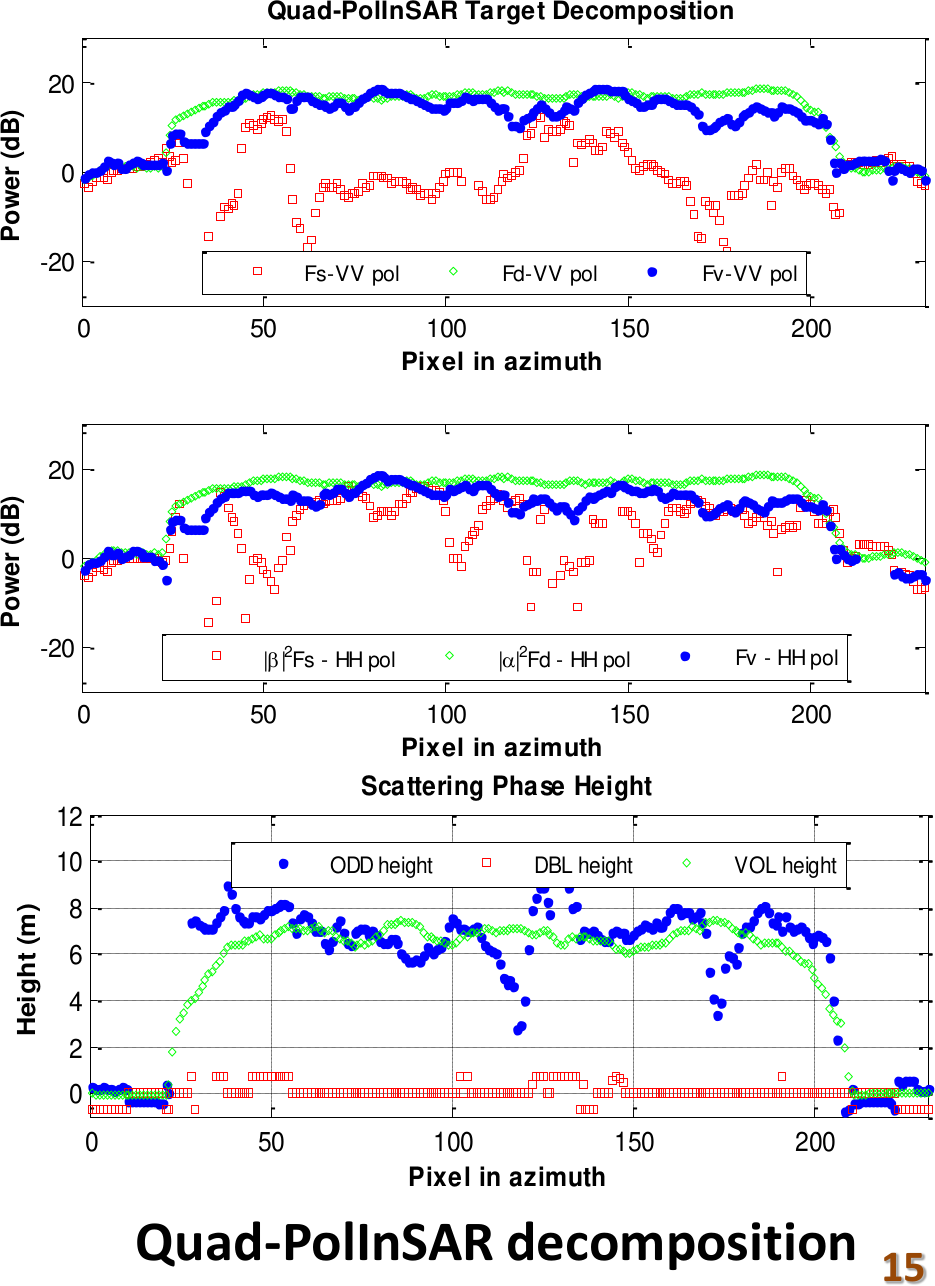 Quad-PolInSAR Target Decomposition
20
0
-20
Power (dB)
Fs-VV pol Fd-VV pol Fv-VV pol
0 50 100 150 200
Pixel in azimuth
20
0
-20
Power (dB)
|β|²Fs - HH pol |α|²Fd - HH pol Fv - HH pol
0 50 100 150 200
Pixel in azimuth
Scattering Phase Height
12
10
8
6
4
2
0
Height (m)
ODD height DBL height VOL height
0 50 100 150 200
Pixel in azimuth
Quad-PolInSAR decomposition
15